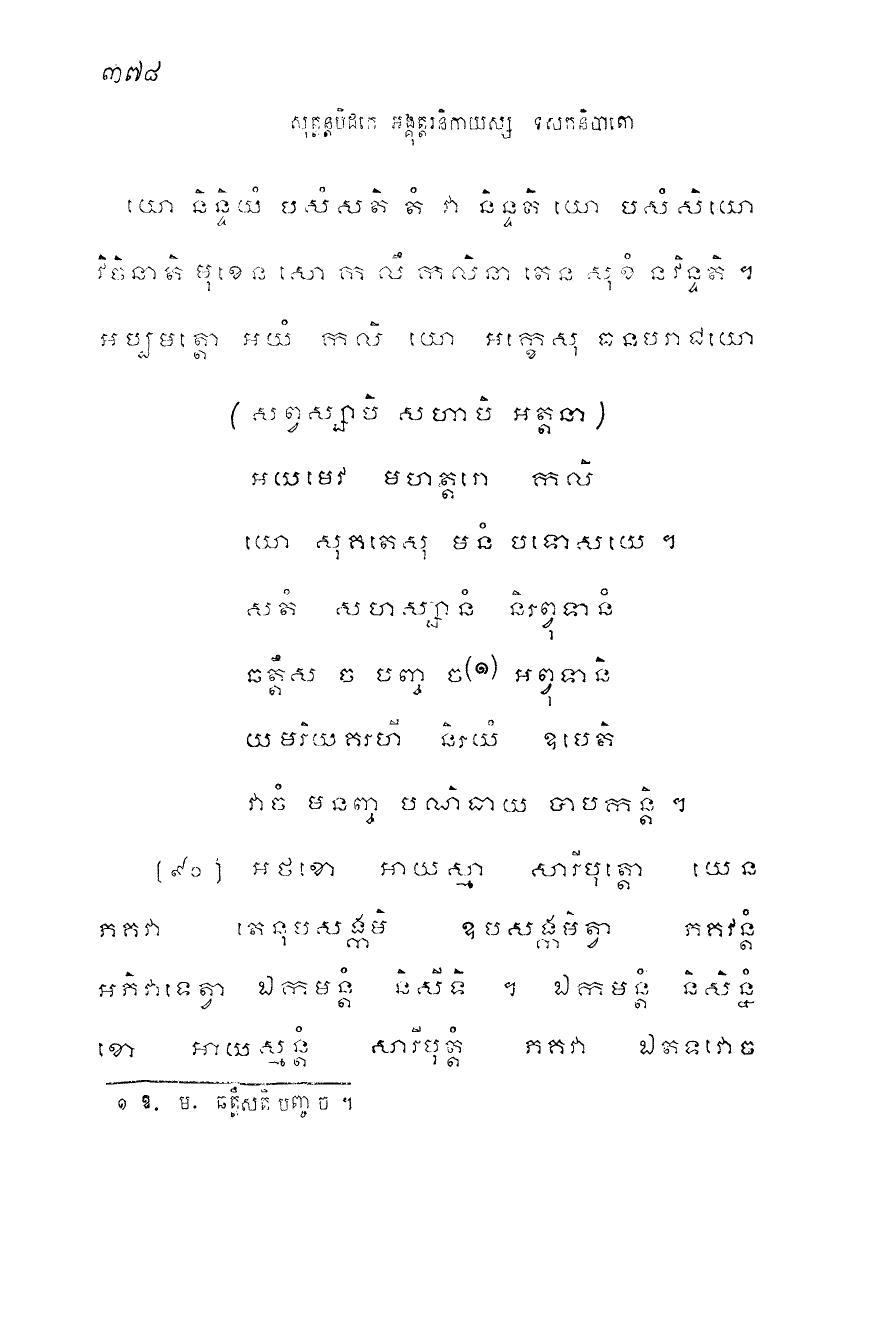 ៣៧៨
សុត្តន្តបិដកេ អង្គុត្តរនិកាយស្ស ទសកនិបាតោ
យោ និន្ទិយំ បសំសតិ តំ វា និន្ទតិ យោ បសំសិយោ
វិចិនាតិ មុខេន សោ កលឹ កលិនា តេន សុខំ នវិន្ទតិ ។
អប្បមត្តោ អយំ កលិ យោ អក្ខេសុ ធនបរាជយោ
(សព្វស្សាបិ សហាបិ អត្តនា)
អយមេវ មហត្តរោ កលិ
យោ សុគតេសុ មនំ បទោសយេ ។
សតំ សហស្សានំ និរព្វុទានំ
ឆត្តឹស ច បញ្ច ច(១) អព្វុទានិ
យមរិយគរហី និរយំ ឧបេតិ
វាចំ មនញ្ច បណិធាយ បាបកន្តិ ។
[៩០] អថខោ អាយស្មា សារីបុត្តោ យេន
ភគវា តេនុបសង្កមិ ឧបសង្កមិត្វា ភគវន្តំ
អភិវាទេត្វា ឯកមន្តំ និសីទិ ។ ឯកមន្តំ និសិន្នំ
ខោ អាយស្មន្តំ សារីបុត្តំ ភគវា ឯតទវោច
១ ឱ. ម. ឆត្តឹសតិ បញ្ច ច ។